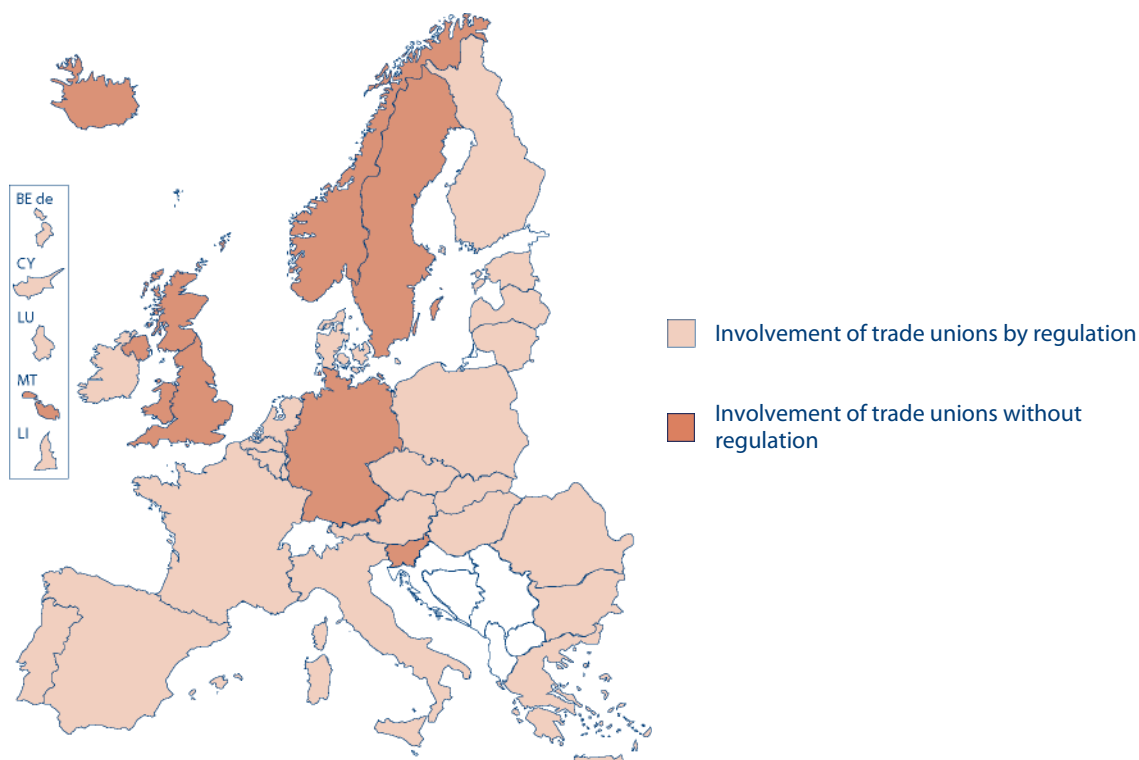 BE de
CY
LU
MT
LI
Involvement of trade unions by regulation
Involvement of trade unions without
regulation